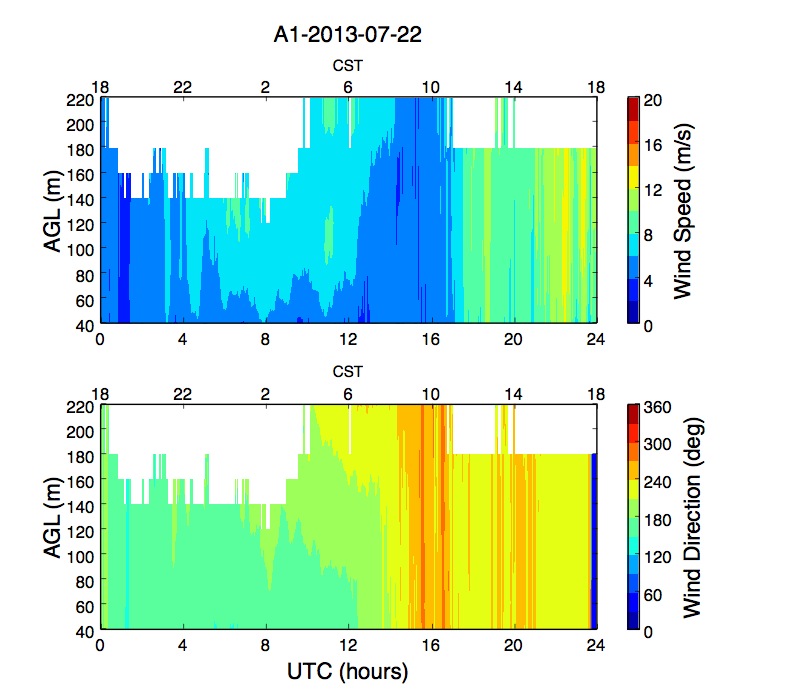 A1-2013-07-22
CST
18 22 2 6 10 14 18
220
200
180
160
140
120
100
80
60
40
AGL (m)
0 4 8 12 16 20 24
20
16
12
8
4
0
Wind Speed (m/s)
CST
18 22 2 6 10 14 18
220
200
180
160
140
120
100
80
60
40
AGL (m)
0 4 8 12 16 20 24
UTC (hours)
360
300
240
180
120
60
0
Wind Direction (deg)